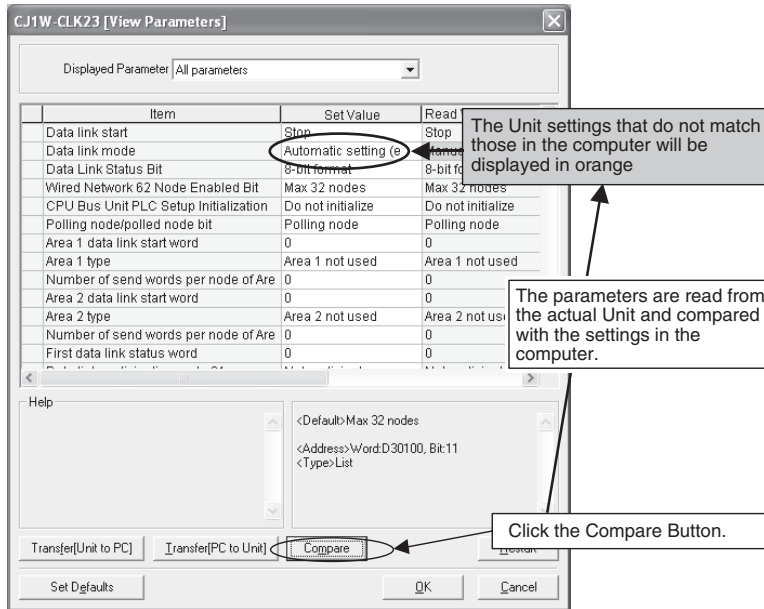 CJ1W-CLK23 [View Parameters]
Displayed Parameter All parameters
Item Set Value Read
Data link start Stop Stop
Data link mode Automatic setting (e
Data Link Status Bit 8-bit format 8-bit fo
Wired Network 62 Node Enabled Bit Max 32 nodes Max 32 nodes
CPU Bus Unit PLC Setup Initialization Do not initialize Do not initialize
Polling node/polled node bit Polling node Polling node
Area 1 data link start word 0 0
Area 1 type Area 1 not used Area 1 not used
Number of send words per node of Are 0 0
Area 2 data link start word 0 0
Area 2 type Area 2 not used Area 2 not us
Number of send words per node of Are 0 0
First data link status word 0 0
The Unit settings that do not match
those in the computer will be
displayed in orange
The parameters are read from
the actual Unit and compared
with the settings in the
computer.
Help
<Default>Max 32 nodes
<Address>Word:D30100, Bit:11
<Type>List
Click the Compare Button.
Transfer[Unit to PC] Transfer[PC to Unit] Compare
Set Defaults OK Cancel